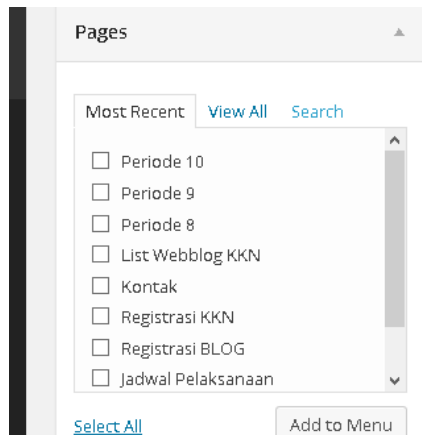 Pages
Most Recent View All Search
Periode 10
Periode 9
Periode 8
List Webblog KKN
Kontak
Registrasi KKN
Registrasi BLOG
Jadwal Pelaksanaan
Select All Add to Menu